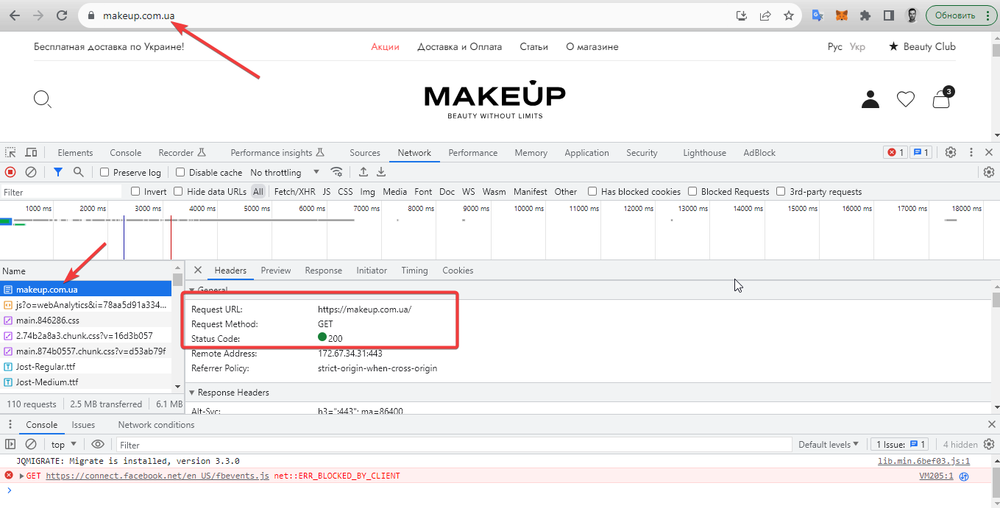 makeup.com.ua
Обновить
Бесплатная доставка по Украине!
Акции Доставка и Оплата Статьи О магазине
Рус Укр ★ Beauty Club
MAKEUP
BEAUTY WITHOUT LIMITS
3
Elements Console Recorder Performance insights Sources Network Performance Memory Application Security Lighthouse AdBlock 1 1
Preserve log Disable cache No throttling
Filter Invert Hide data URLs All Fetch/XHR JS CSS Img Media Font Doc WS Wasm Manifest Other Has blocked cookies Blocked Requests 3rd-party requests
1000 ms 2000 ms 3000 ms 4000 ms 5000 ms 6000 ms 7000 ms 8000 ms 9000 ms 10000 ms 11000 ms 12000 ms 13000 ms 14000 ms 15000 ms 16000 ms 17000 ms 18000 ms
Name
makeup.com.ua
js?o=webAnalytics&i=78aa5d91a334...
main.846286.css
2.74b2a8a3.chunk.css?v=16d3b057
main.874b0557.chunk.css?v=d53ab79f
Jost-Regular.ttf
Jost-Medium.ttf
110 requests 2.5 MB transferred 6.1 MB
Headers Preview Response Initiator Timing Cookies
General
Request URL: https://makeup.com.ua/
Request Method: GET
Status Code: 200
Remote Address: 172.67.34.31:443
Referrer Policy: strict-origin-when-cross-origin
Response Headers
Alt-Svc: h3=":443"; ma=86400
Console Issues Network conditions
top Filter Default levels 1 Issue: 1 4 hidden
JQMIGRATE: Migrate is installed, version 3.3.0 lib.min.6bef03.js:1
GET https://connect.facebook.net/en_US/fbevents.js net::ERR_BLOCKED_BY_CLIENT VM205:1